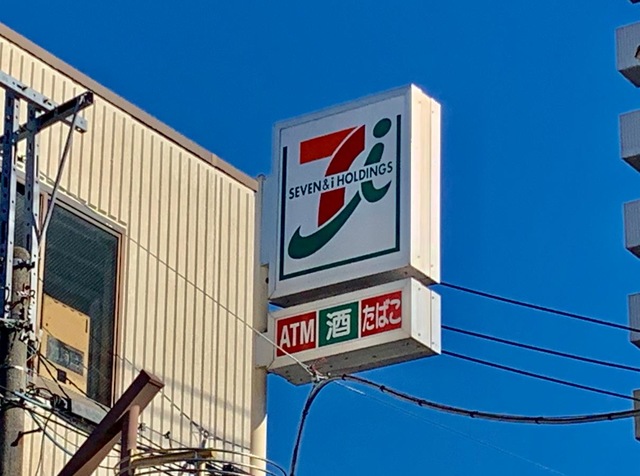 7i
SEVEN&i HOLDINGS
ATM 酒 たばこ